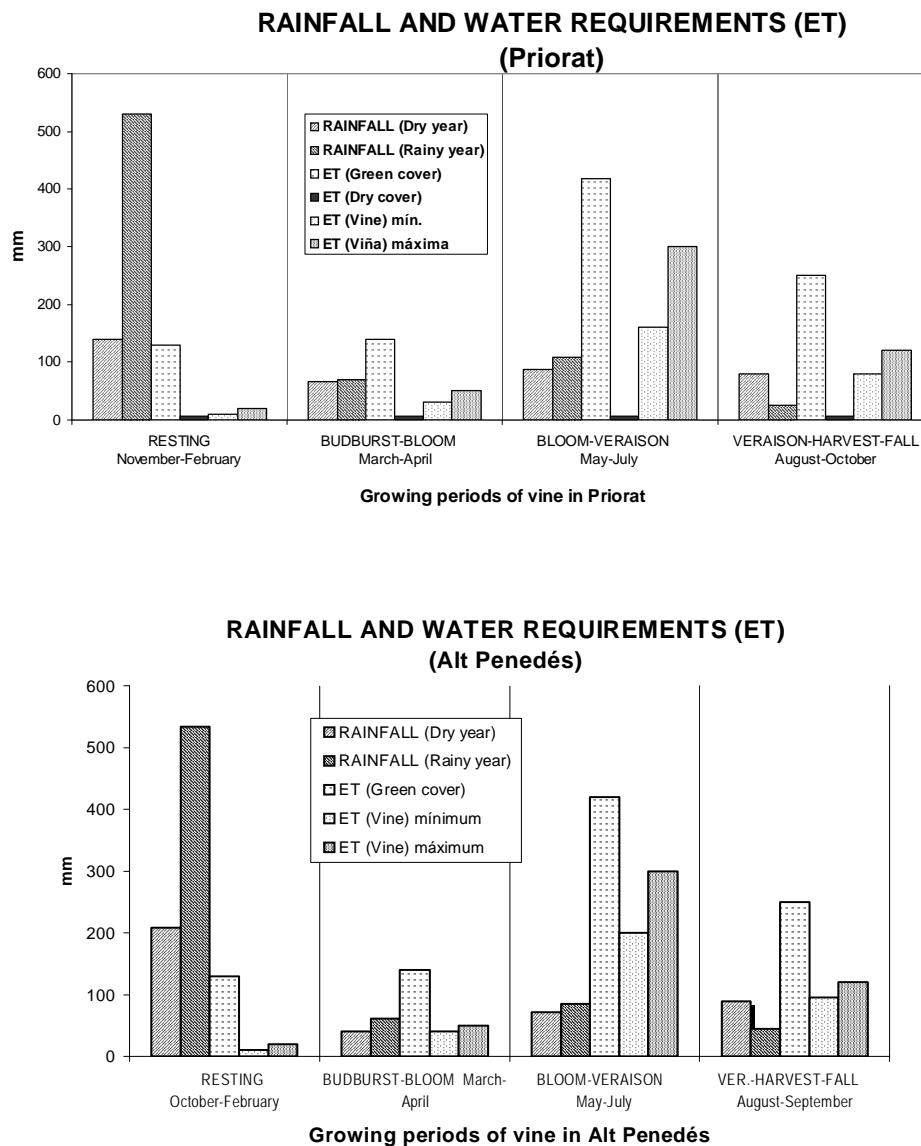 RAINFALL AND WATER REQUIREMENTS (ET)
(Priorat)
600
500
400
300
200
100
0
mm
RAINFALL (Dry year)
RAINFALL (Rainy year)
ET (Green cover)
ET (Dry cover)
ET (Vine) mín.
ET (Viña) máxima
RESTING
November-February
BUDBURST-BLOOM
March-April
BLOOM-VERAISON
May-July
VERAISON-HARVEST-FALL
August-October
Growing periods of vine in Priorat
RAINFALL AND WATER REQUIREMENTS (ET)
(Alt Penedés)
600
500
400
300
200
100
0
mm
RAINFALL (Dry year)
RAINFALL (Rainy year)
ET (Green cover)
ET (Vine) mínimum
ET (Vine) máximum
RESTING
October-February
BUDBURST-BLOOM March-
April
BLOOM-VERAISON
May-July
VER.-HARVEST-FALL
August-September
Growing periods of vine in Alt Penedés